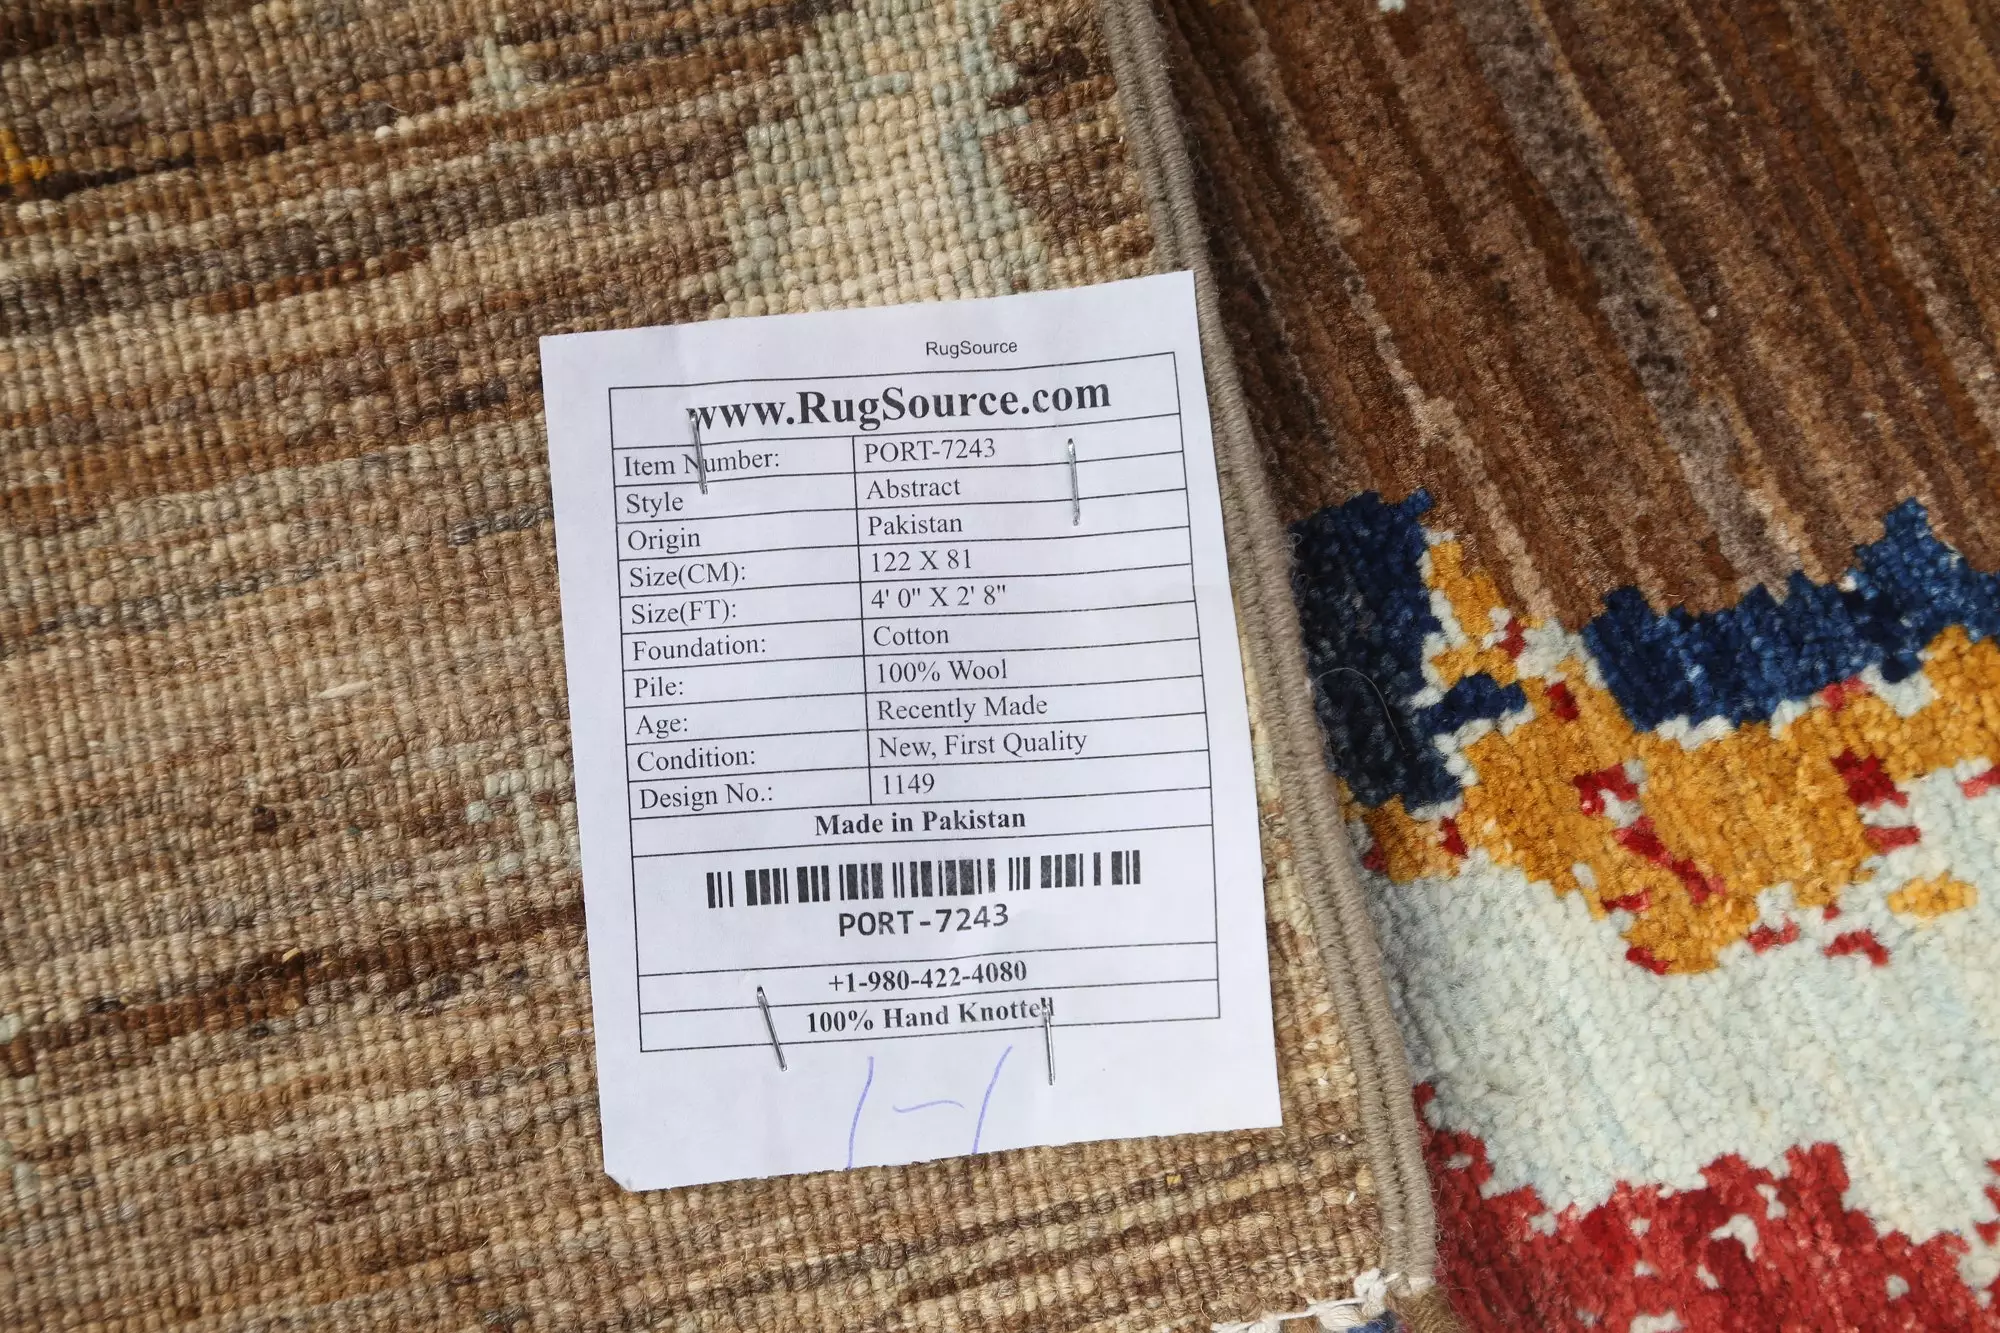 RugSource
www.RugSource.com
Item Number: PORT-7243
Style Abstract
Origin Pakistan
Size(CM): 122 X 81
Size(FT): 4' 0" X 2' 8"
Foundation: Cotton
Pile: 100% Wool
Age: Recently Made
Condition: New, First Quality
Design No.: 1149
Made in Pakistan
PORT-7243
+1-980-422-4080
100% Hand Knotted
1-1